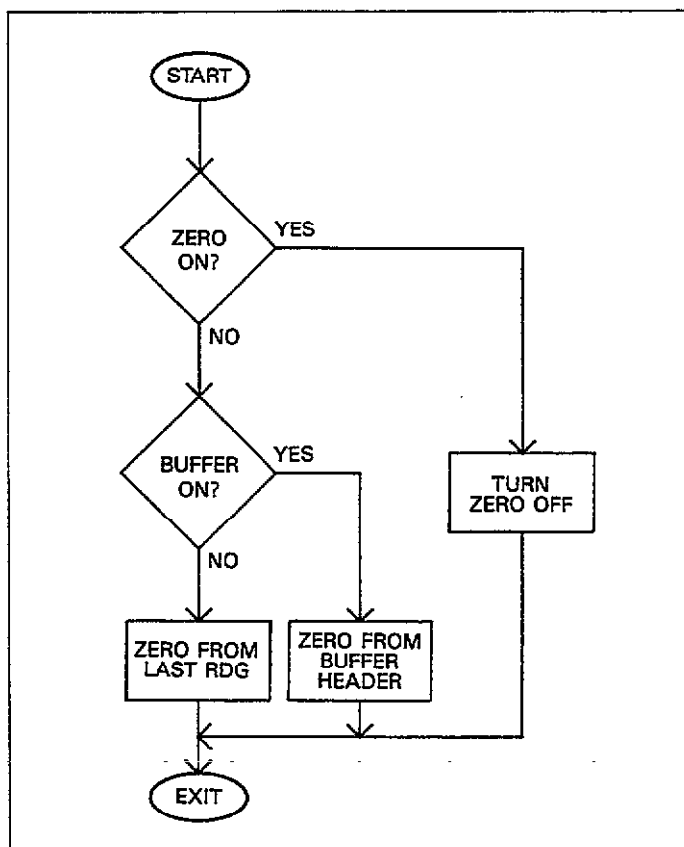 START
ZERO
ON?
YES
NO
BUFFER
ON?
YES
TURN
ZERO OFF
NO
ZERO FROM
LAST RDG
ZERO FROM
BUFFER
HEADER
EXIT